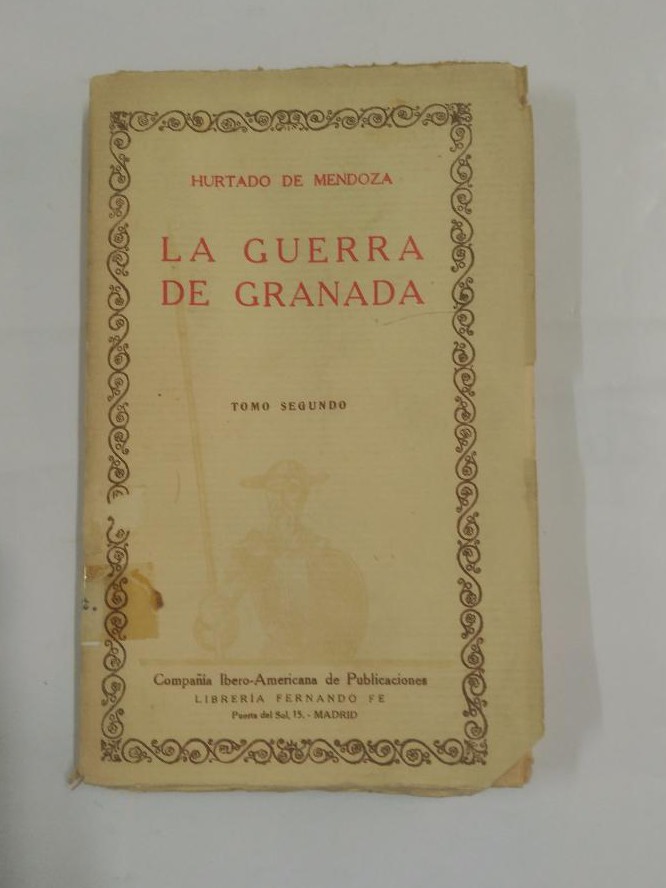 HURTADO DE MENDOZA
LA GUERRA
DE GRANADA
TOMO SEGUNDO
Compañía Ibero-Americana de Publicaciones
LIBRERÍA FERNANDO FE
Puerta del Sol, 15. - MADRID